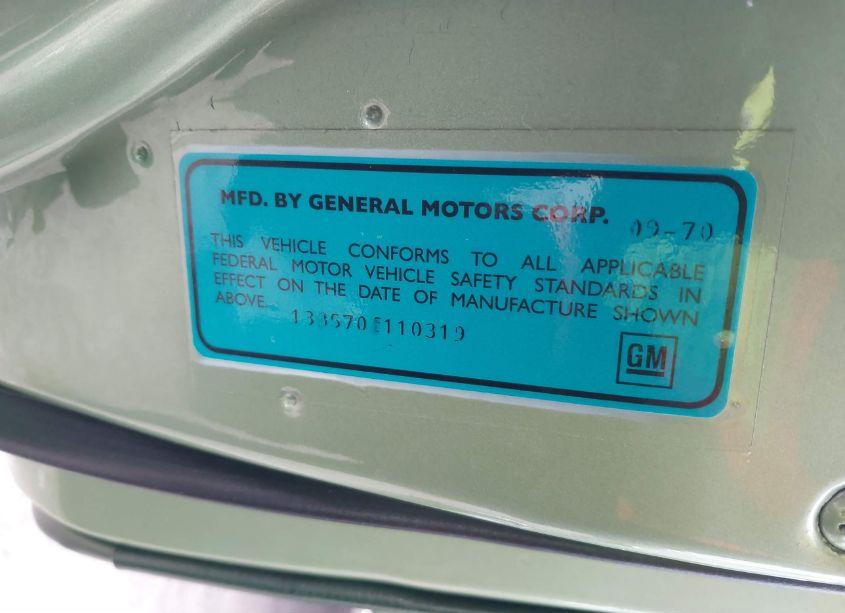 MFD. BY GENERAL MOTORS CORP. 09-70
THIS VEHICLE CONFORMS TO ALL APPLICABLE
FEDERAL MOTOR VEHICLE SAFETY STANDARDS IN
EFFECT ON THE DATE OF MANUFACTURE SHOWN
ABOVE.
GM